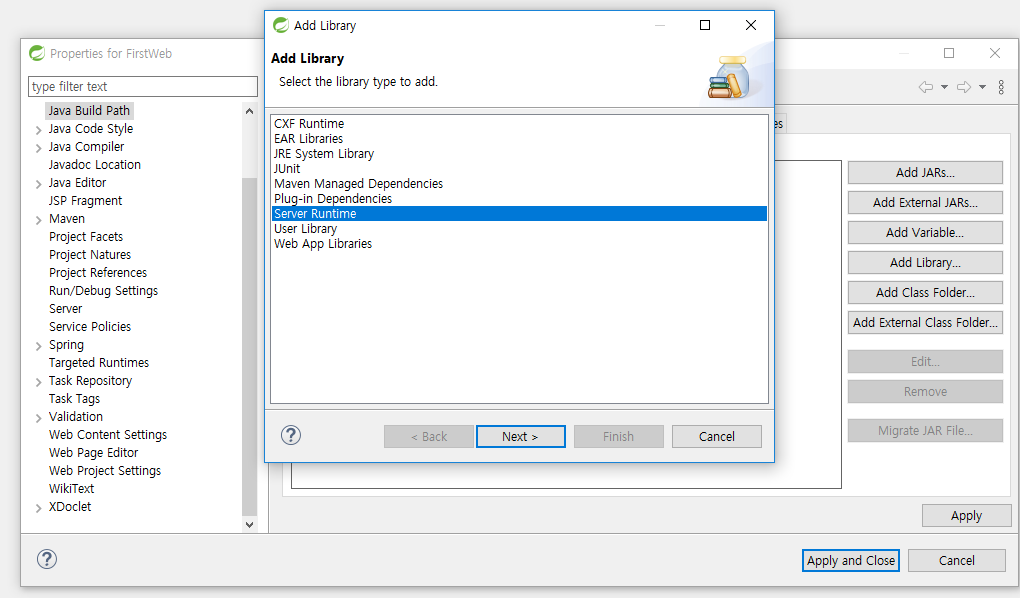 Add Library
Properties for FirstWeb
Add Library
Select the library type to add.
type filter text
Java Build Path
Java Code Style
Java Compiler
Javadoc Location
Java Editor
JSP Fragment
Maven
Project Facets
Project Natures
Project References
Run/Debug Settings
Server
Service Policies
Spring
Targeted Runtimes
Task Repository
Task Tags
Validation
Web Content Settings
Web Page Editor
Web Project Settings
WikiText
XDoclet
CXF Runtime
EAR Libraries
JRE System Library
JUnit
Maven Managed Dependencies
Plug-in Dependencies
Server Runtime
User Library
Web App Libraries
< Back
Next >
Finish
Cancel
es
Add JARs...
Add External JARs...
Add Variable...
Add Library...
Add Class Folder...
Add External Class Folder...
Edit...
Remove
Migrate JAR File...
Apply
Apply and Close
Cancel